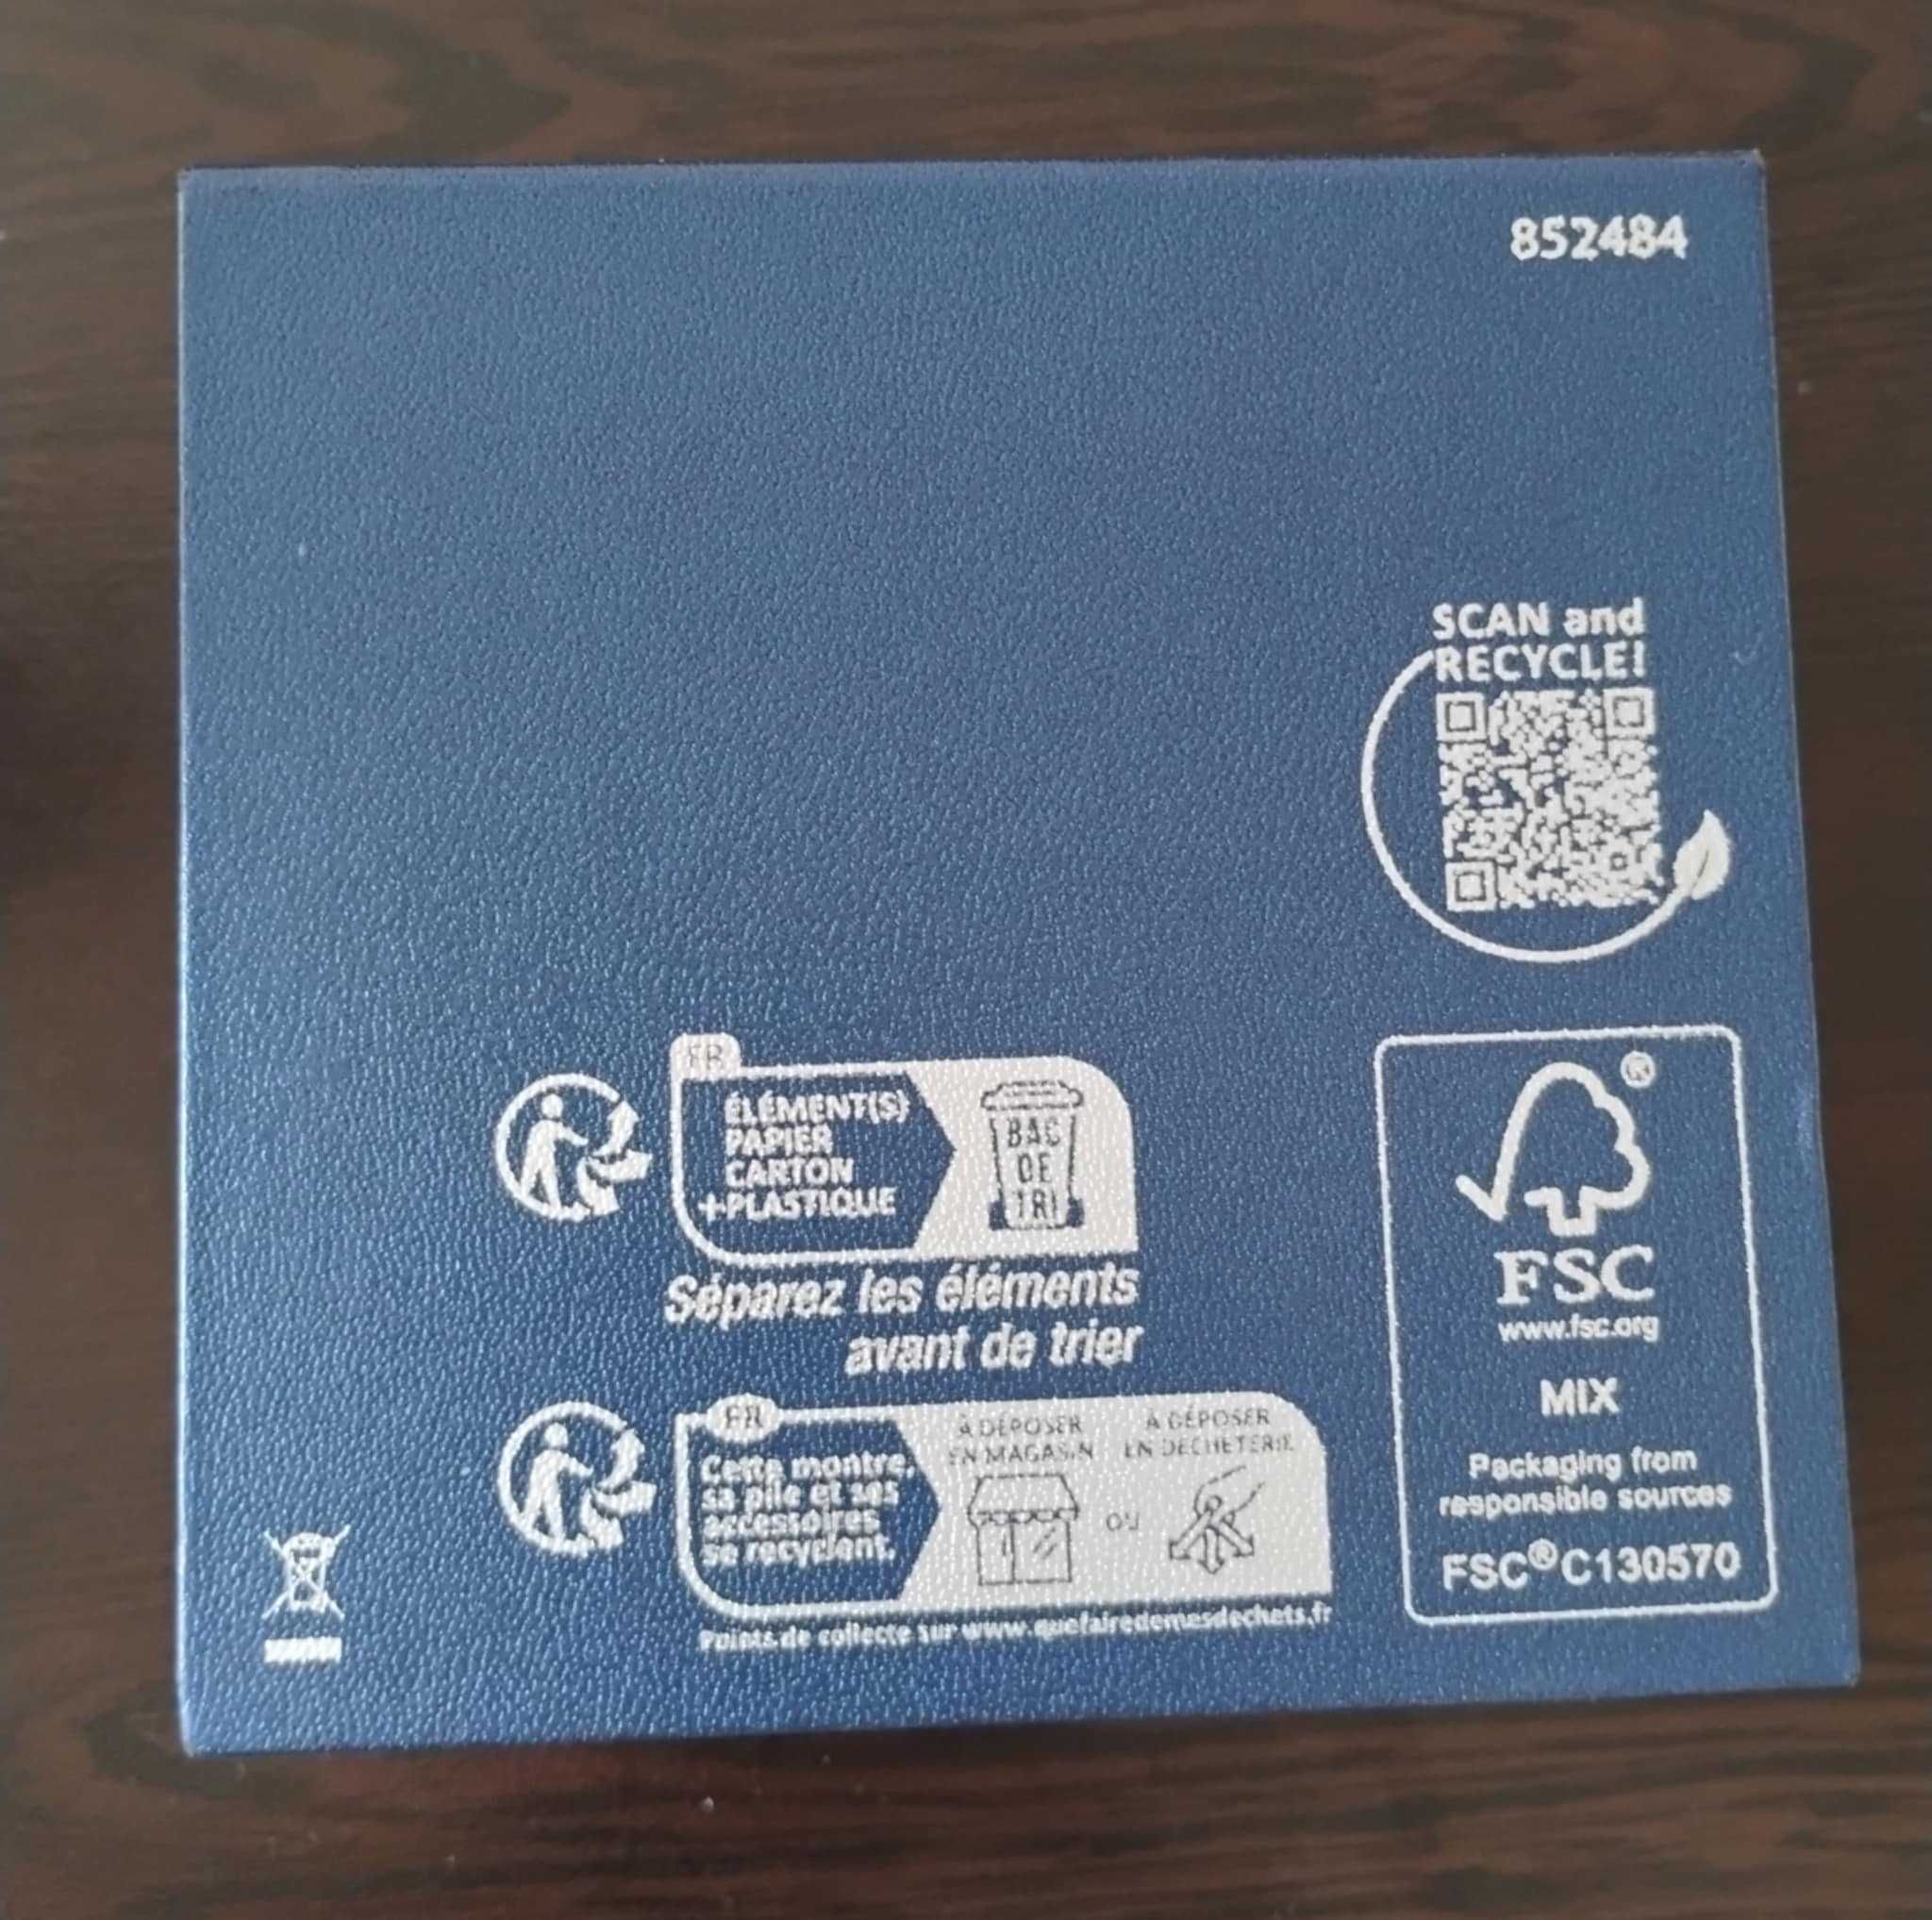 852484
SCAN and
RECYCLE!
FR
ÉLÉMENT(S)
PAPIER
CARTON
+PLASTIQUE
BAC
DE
TRI
Séparez les éléments
avant de trier
FR
Cette montre,
sa pile et ses
accessoires
se recyclent.
À DÉPOSER
EN MAGASIN
ou
À DÉPOSER
EN DÉCHÈTERIE
Points de collecte sur www.quefairedemesdechets.fr
®
FSC
www.fsc.org
MIX
Packaging from
responsible sources
FSC® C130570